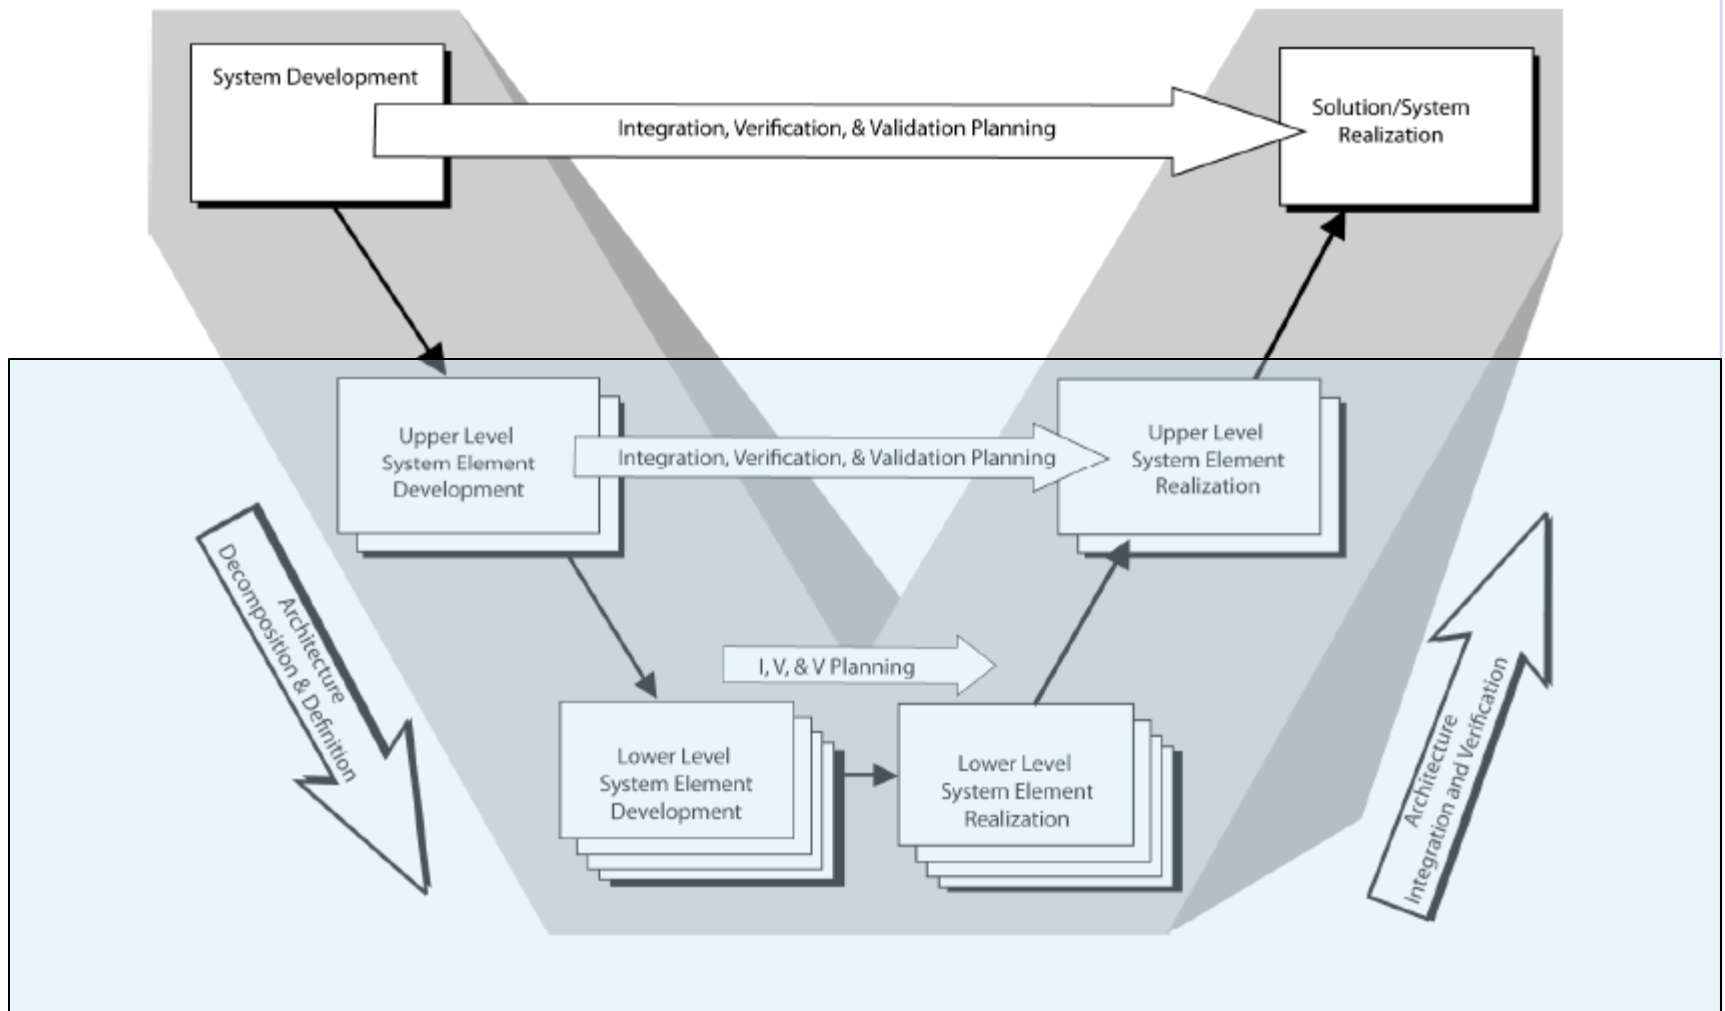 System Development
Integration, Verification, & Validation Planning
Solution/System
Realization
Upper Level
System Element
Development
Integration, Verification, & Validation Planning
Upper Level
System Element
Realization
Architecture
Decomposition & Definition
I, V, & V Planning
Lower Level
System Element
Development
Lower Level
System Element
Realization
Architecture
Integration and Verification